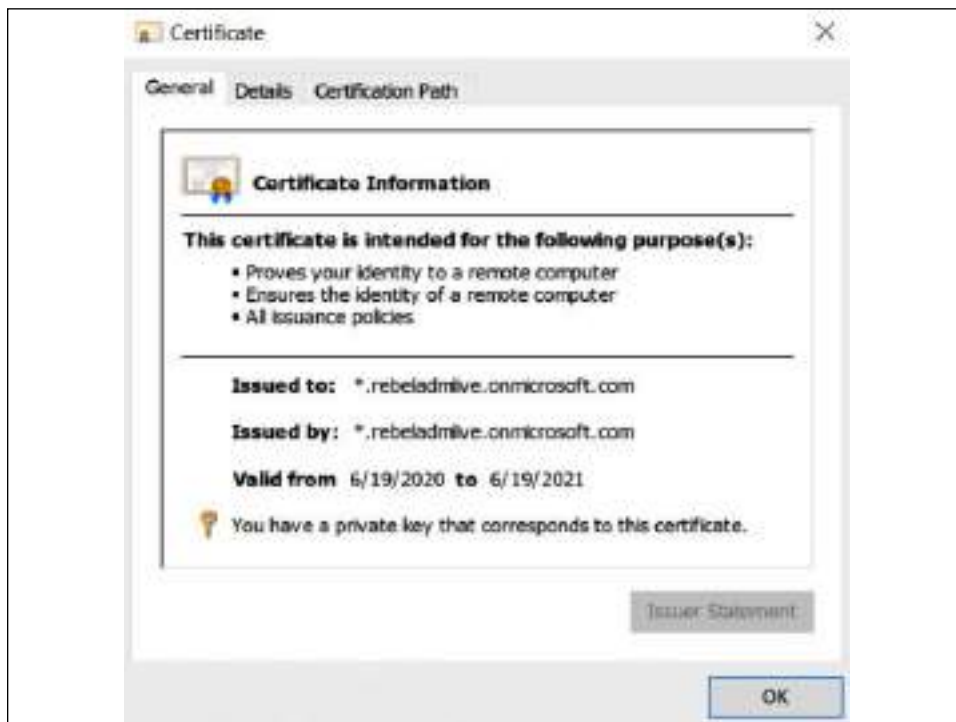 Certificate
General Details Certification Path
Certificate Information
This certificate is intended for the following purpose(s):
• Proves your identity to a remote computer
• Ensures the identity of a remote computer
• All issuance policies
Issued to: *.rebeladmlive.onmicrosoft.com
Issued by: *.rebeladmlive.onmicrosoft.com
Valid from 6/19/2020 to 6/19/2021
You have a private key that corresponds to this certificate.
Issuer Statement
OK